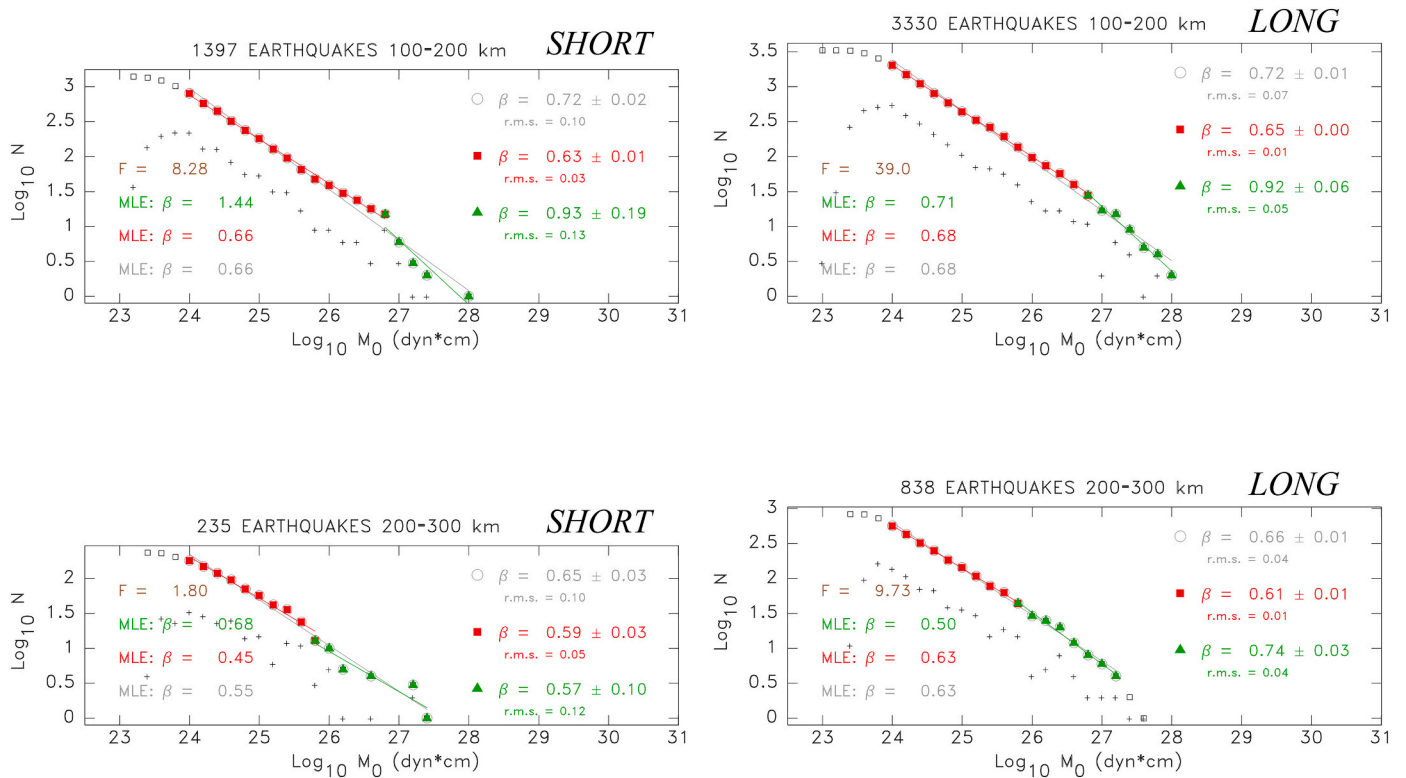 1397 EARTHQUAKES 100-200 km SHORT
Log10 N
3
2.5
2
1.5
1
0.5
0
β = 0.72 ± 0.02
r.m.s. = 0.10
β = 0.63 ± 0.01
r.m.s. = 0.03
β = 0.93 ± 0.19
r.m.s. = 0.13
F = 8.28
MLE: β = 1.44
MLE: β = 0.66
MLE: β = 0.66
23 24 25 26 27 28 29 30 31
Log10 M0 (dyn*cm)
3330 EARTHQUAKES 100-200 km LONG
Log10 N
3.5
3
2.5
2
1.5
1
0.5
0
β = 0.72 ± 0.01
r.m.s. = 0.07
β = 0.65 ± 0.00
r.m.s. = 0.01
β = 0.92 ± 0.06
r.m.s. = 0.05
F = 39.0
MLE: β = 0.71
MLE: β = 0.68
MLE: β = 0.68
23 24 25 26 27 28 29 30 31
Log10 M0 (dyn*cm)
235 EARTHQUAKES 200-300 km SHORT
Log10 N
2
1.5
1
0.5
0
β = 0.65 ± 0.03
r.m.s. = 0.10
β = 0.59 ± 0.03
r.m.s. = 0.05
β = 0.57 ± 0.10
r.m.s. = 0.12
F = 1.80
MLE: β = 0.68
MLE: β = 0.45
MLE: β = 0.55
23 24 25 26 27 28 29 30 31
Log10 M0 (dyn*cm)
838 EARTHQUAKES 200-300 km LONG
Log10 N
3
2.5
2
1.5
1
0.5
0
β = 0.66 ± 0.01
r.m.s. = 0.04
β = 0.61 ± 0.01
r.m.s. = 0.01
β = 0.74 ± 0.03
r.m.s. = 0.04
F = 9.73
MLE: β = 0.50
MLE: β = 0.63
MLE: β = 0.63
23 24 25 26 27 28 29 30 31
Log10 M0 (dyn*cm)